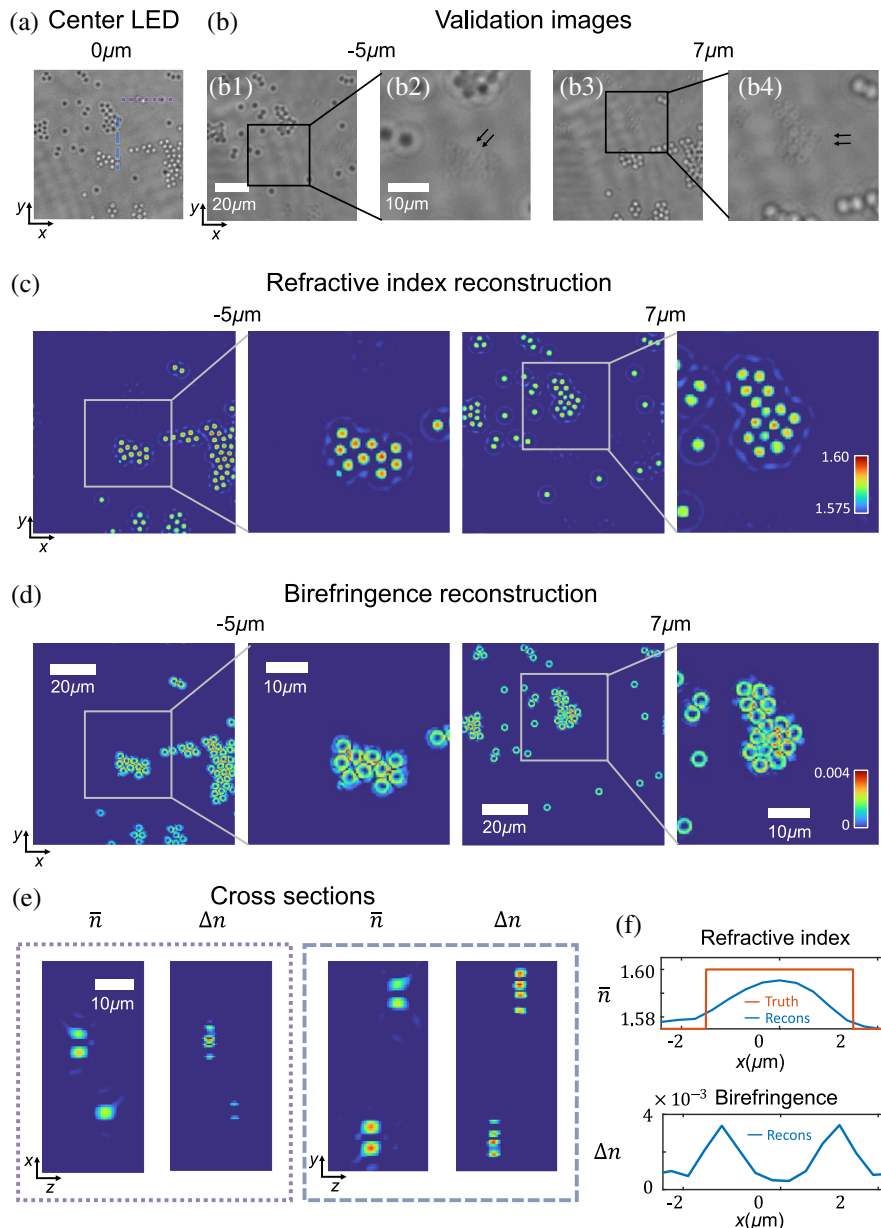 (a) Center LED
0μm
y
x
(b) Validation images
-5μm
7μm
(b1)
20μm
(b2)
10μm
(b3)
(b4)
y
x
(c) Refractive index reconstruction
-5μm
7μm
1.60
1.575
y
x
(d) Birefringence reconstruction
-5μm
7μm
20μm
10μm
20μm
0.004
0
10μm
y
x
(e) Cross sections
n̅
Δn
n̅
Δn
10μm
x
z
y
z
(f)
Refractive index
n̅
1.60
1.58
Truth
Recons
-2 0 2
x(μm)
× 10⁻³ Birefringence
Δn
4
0
Recons
-2 0 2
x(μm)